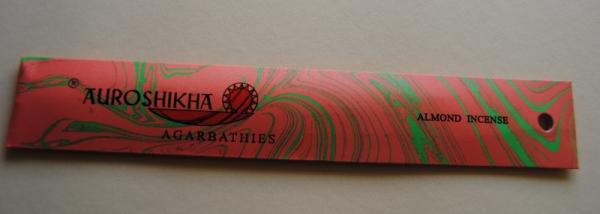 ® AUROSHIKHA
AGARBATHIES
ALMOND INCENSE